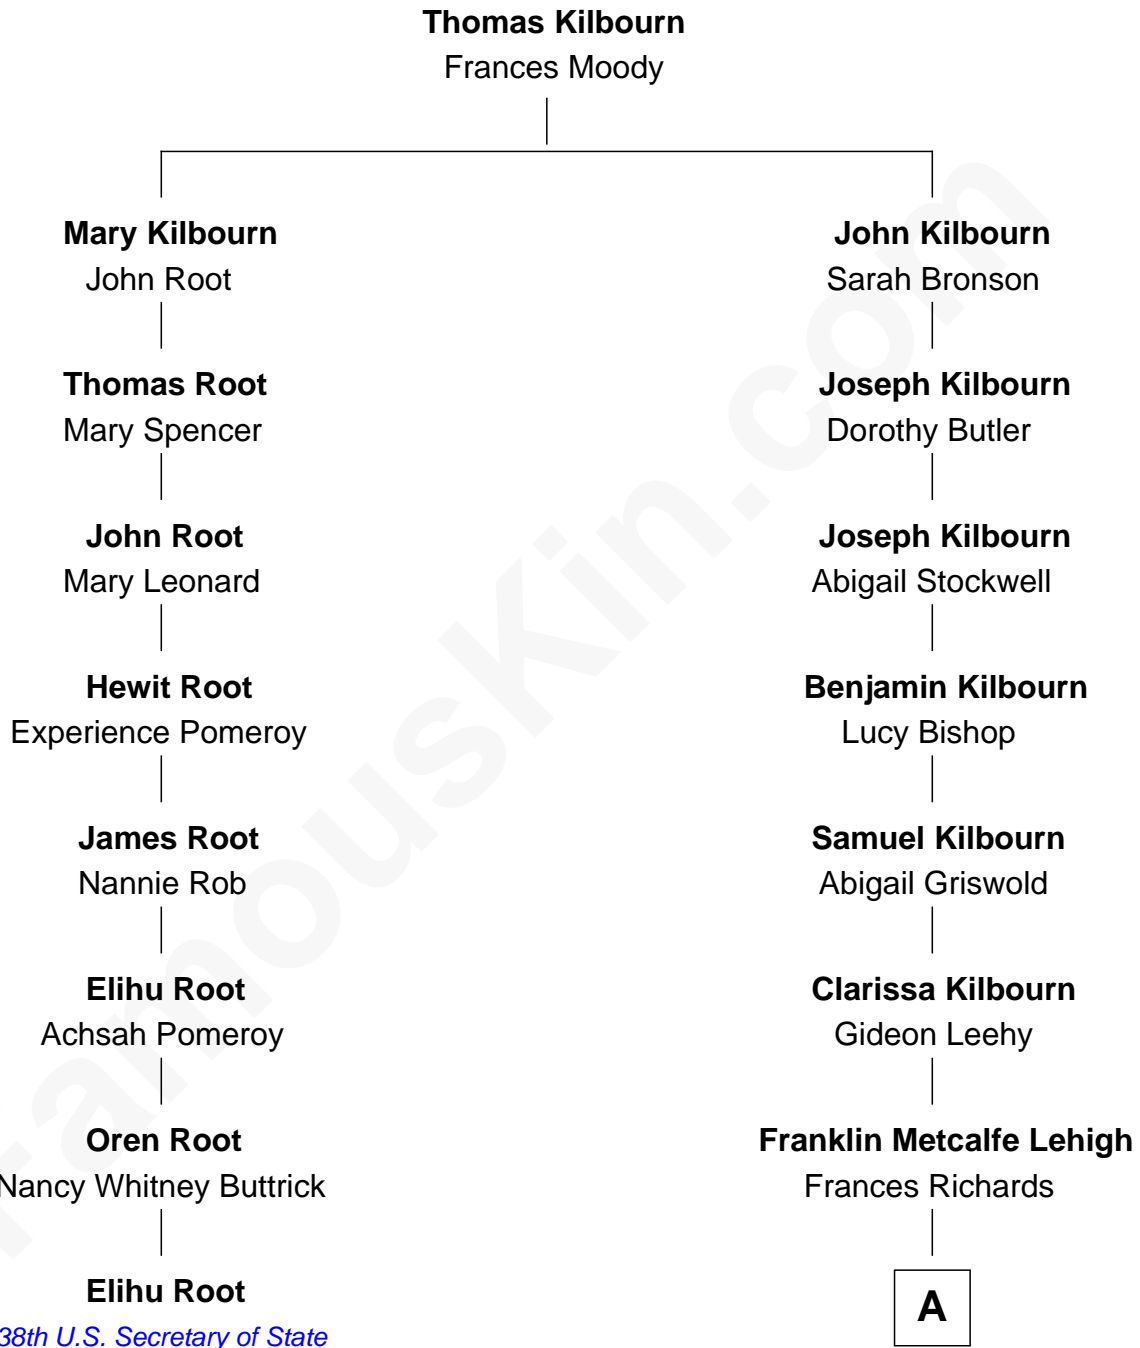 Thomas Kilbourn
Frances Moody
Mary Kilbourn
John Root
John Kilbourn
Sarah Bronson
Thomas Root
Mary Spencer
Joseph Kilbourn
Dorothy Butler
John Root
Mary Leonard
Joseph Kilbourn
Abigail Stockwell
Hewit Root
Experience Pomeroy
Benjamin Kilbourn
Lucy Bishop
James Root
Nannie Rob
Samuel Kilbourn
Abigail Griswold
Elihu Root
Achsah Pomeroy
Clarissa Kilbourn
Gideon Leehy
Oren Root
Nancy Whitney Buttrick
Franklin Metcalfe Lehigh
Frances Richards
Elihu Root
38th U.S. Secretary of State
A
FamousKin.com